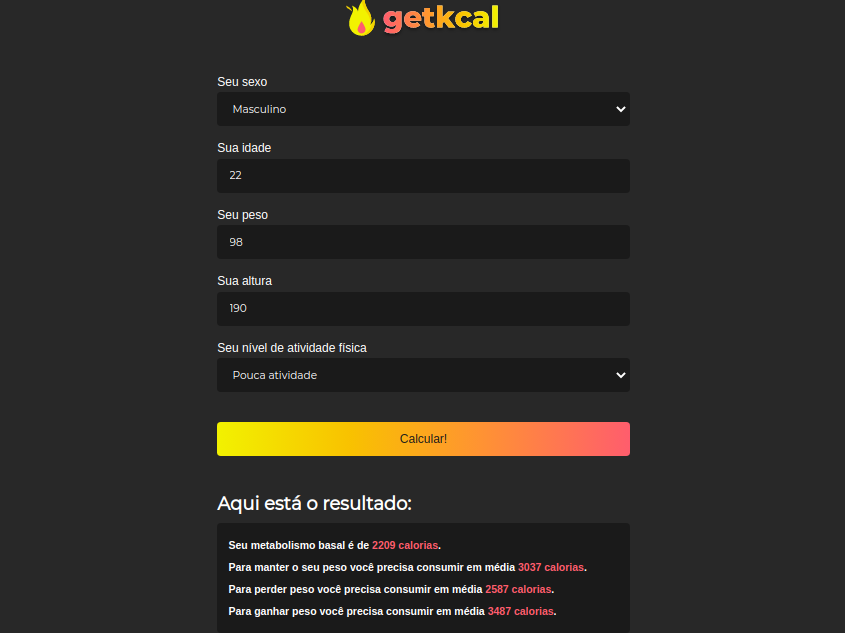 getkcal
Seu sexo
Masculino
Sua idade
22
Seu peso
98
Sua altura
190
Seu nível de atividade física
Pouca atividade
Calcular!
Aqui está o resultado:
Seu metabolismo basal é de 2209 calorias.
Para manter o seu peso você precisa consumir em média 3037 calorias.
Para perder peso você precisa consumir em média 2587 calorias.
Para ganhar peso você precisa consumir em média 3487 calorias.